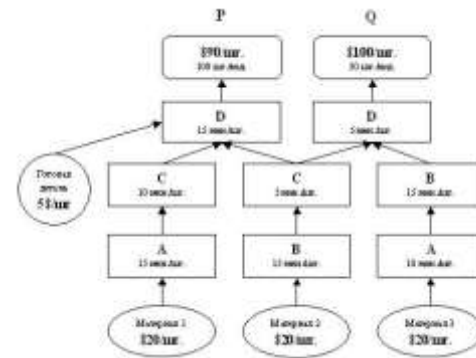 P Q
$90/шт. $100/шт.
100 шт./нед. 50 шт./нед.
D D
15 мин./шт. 5 мин./шт.
Готовая
деталь
5$/шт
C C B
10 мин./шт. 5 мин./шт. 15 мин./шт.
A B A
15 мин./шт. 15 мин./шт. 10 мин./шт.
Материал 1 Материал 2 Материал 3
$20/шт. $20/шт. $20/шт.